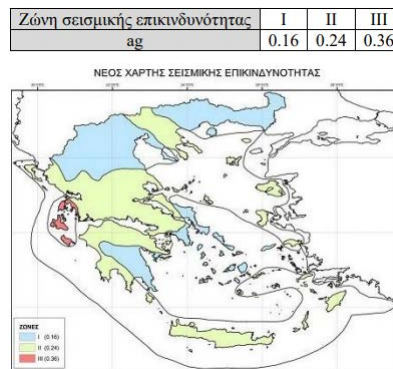 Ζώνη σεισμικής επικινδυνότητας I II III
ag 0.16 0.24 0.36
ΝΕΟΣ ΧΑΡΤΗΣ ΣΕΙΣΜΙΚΗΣ ΕΠΙΚΙΝΔΥΝΟΤΗΤΑΣ
ΖΩΝΕΣ
I (0.16)
II (0.24)
III (0.36)